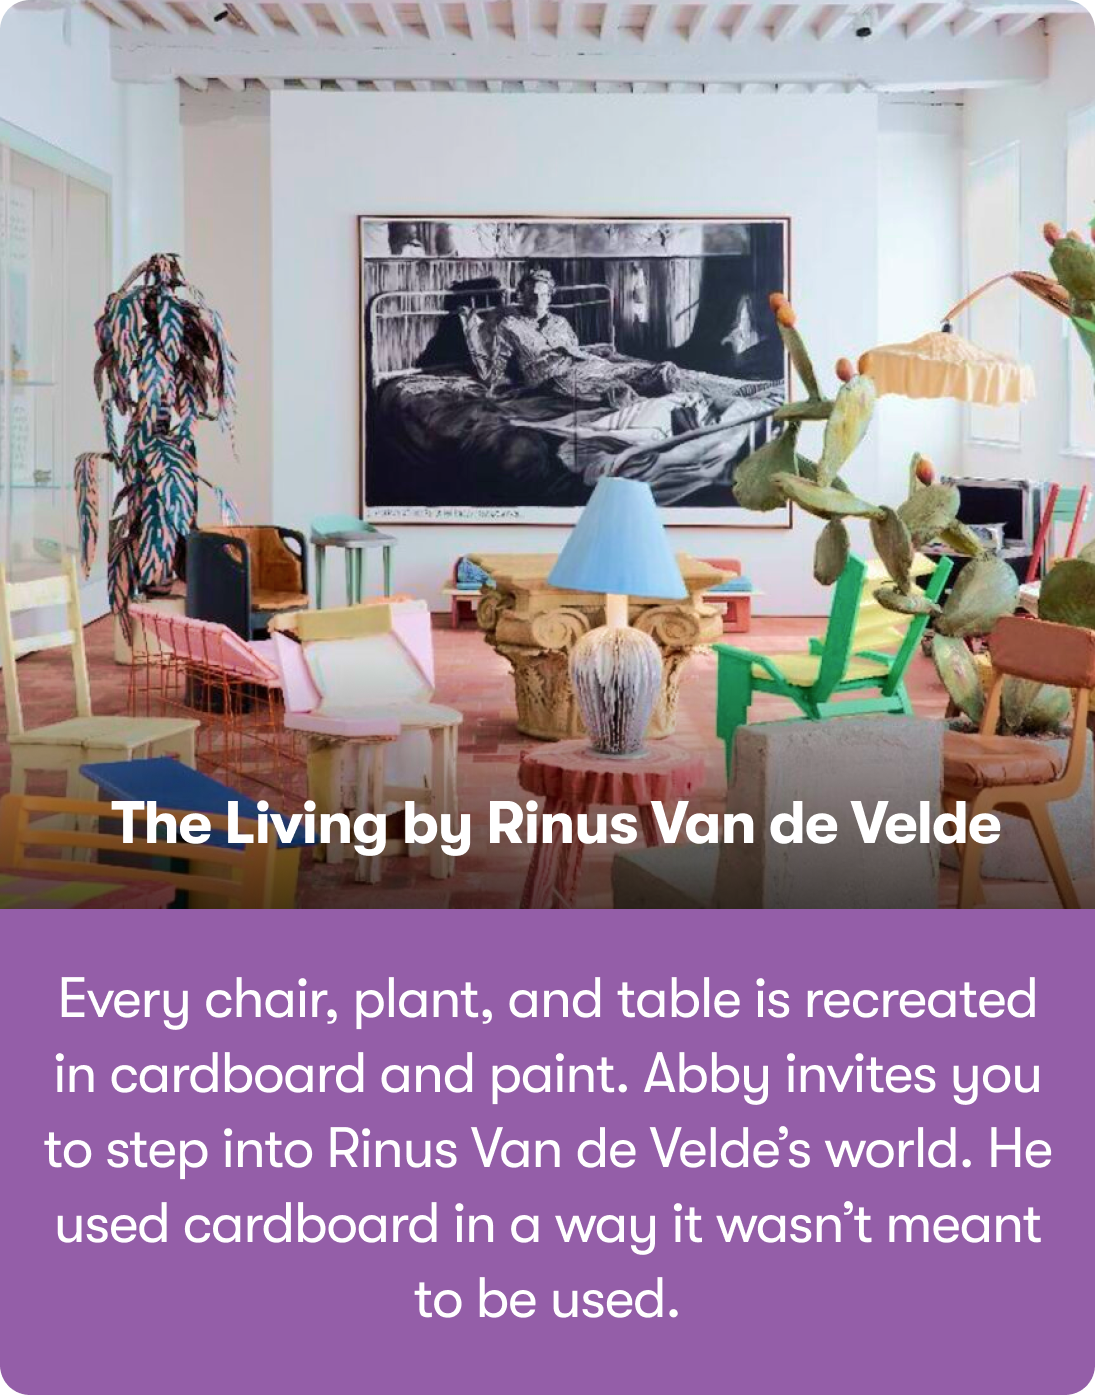 The Living by Rinus Van de Velde
Every chair, plant, and table is recreated
in cardboard and paint. Abby invites you
to step into Rinus Van de Velde’s world. He
used cardboard in a way it wasn’t meant
to be used.